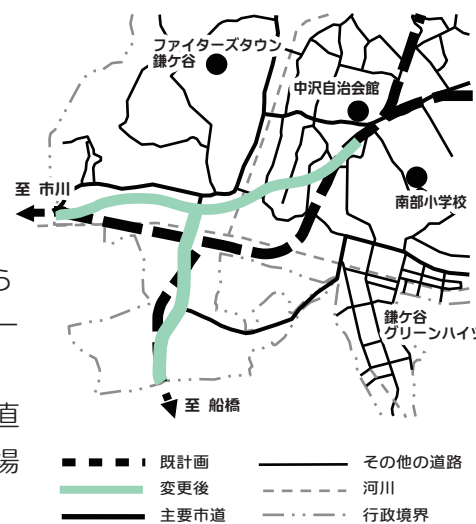 ファイターズタウン
鎌ケ谷
中沢自治会館
至 市川
南部小学校
ら
鎌ケ谷
グリーンハイツ
至 船橋
直
場
既計画
変更後
主要市道
その他の道路
河川
行政境界